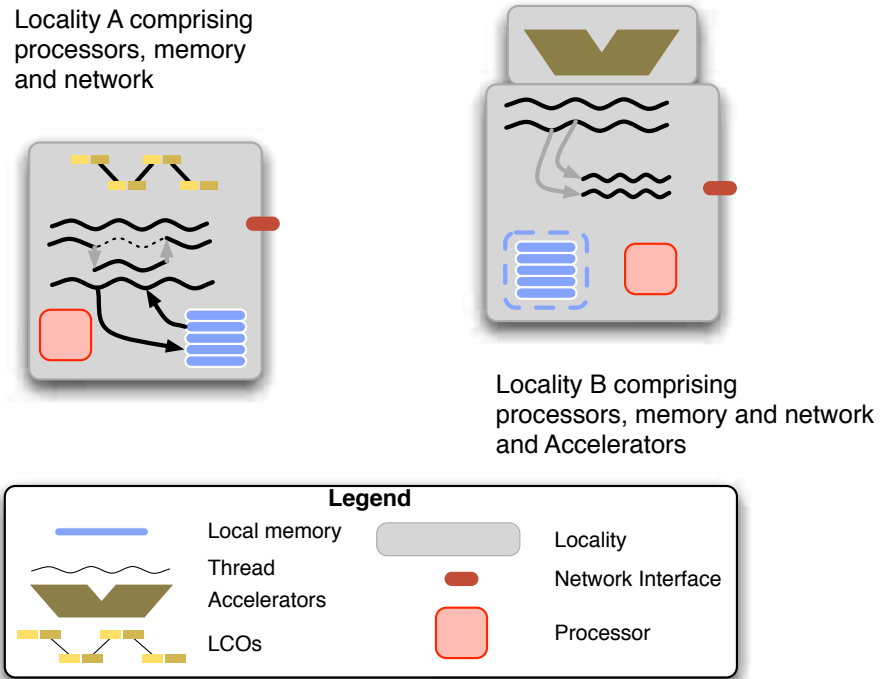 Locality A comprising
processors, memory
and network
Locality B comprising
processors, memory and network
and Accelerators
Legend
Local memory
Thread
Accelerators
LCOs
Locality
Network Interface
Processor